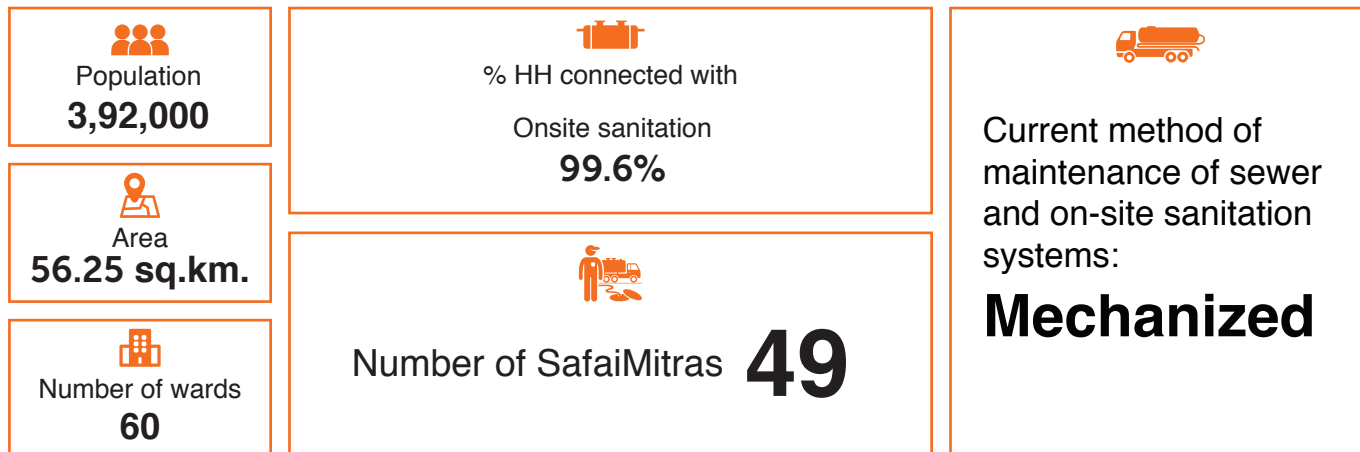 Population
3,92,000
Area
56.25 sq.km.
Number of wards
60
% HH connected with
Onsite sanitation
99.6%
Number of SafaiMitras 49
Current method of
maintenance of sewer
and on-site sanitation
systems:
Mechanized